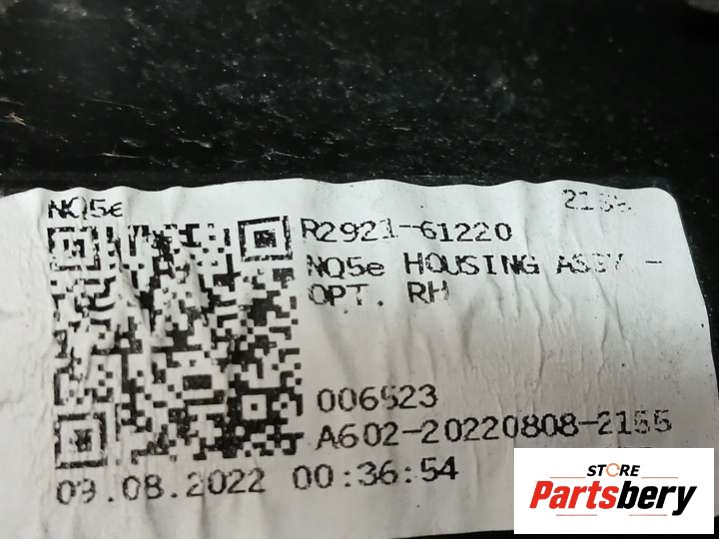 NQ5e
R2921-61220
NQ5e HOUSING ASSY -
OPT. RH
006523
A602-20220808-2155
09.08.2022 00:36:54
STORE
Partsbery